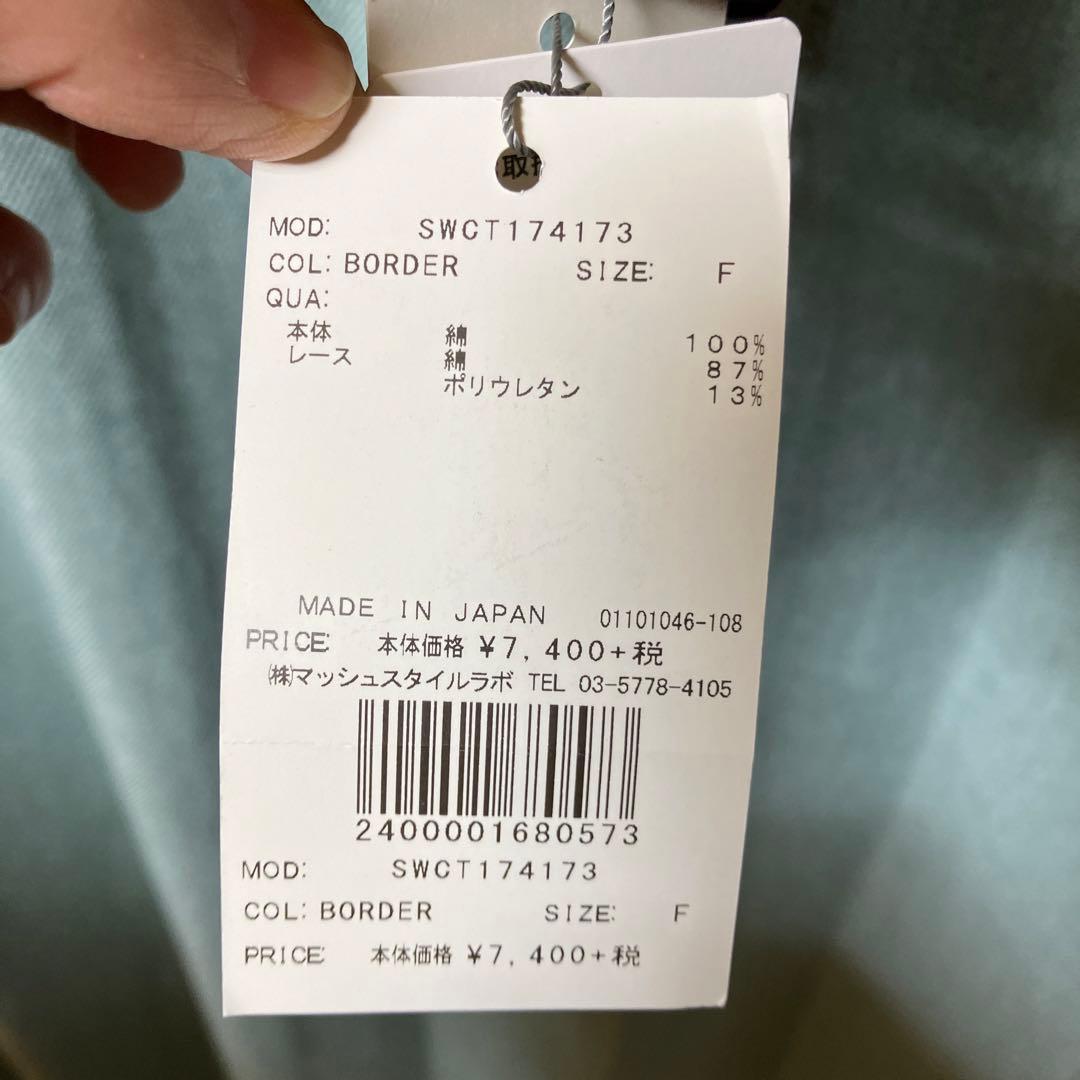 取扱
MOD: SWCT174173
COL: BORDER SIZE: F
QUA:
本体 綿 100%
レース 綿 87%
ポリウレタン 13%
MADE IN JAPAN 01101046-108
PRICE: 本体価格 ¥7,400+税
㈱マッシュスタイルラボ TEL 03-5778-4105
2400001680573
MOD: SWCT174173
COL: BORDER SIZE: F
PRICE: 本体価格 ¥7,400+税